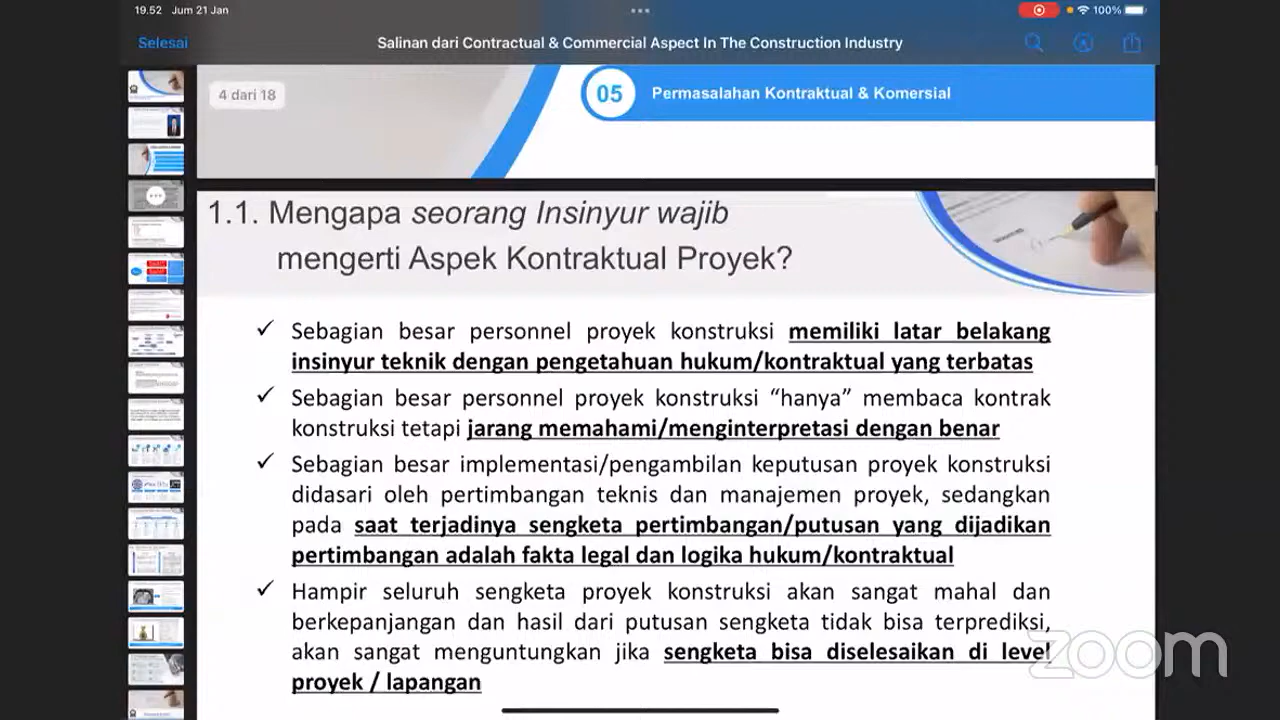 19.52 Jum 21 Jan
100%
Selesai
Salinan dari Contractual & Commercial Aspect In The Construction Industry
4 dari 18
05
Permasalahan Kontraktual & Komersial
1.1. Mengapa seorang Insinyur wajib
mengerti Aspek Kontraktual Proyek?
✓ Sebagian besar personnel proyek konstruksi memiliki latar belakang
insinyur teknik dengan pengetahuan hukum/kontraktual yang terbatas
✓ Sebagian besar personnel proyek konstruksi “hanya” membaca kontrak
konstruksi tetapi jarang memahami/menginterpretasi dengan benar
✓ Sebagian besar implementasi/pengambilan keputusan proyek konstruksi
didasari oleh pertimbangan teknis dan manajemen proyek, sedangkan
pada saat terjadinya sengketa pertimbangan/putusan yang dijadikan
pertimbangan adalah fakta legal dan logika hukum/kontraktual
✓ Hampir seluruh sengketa proyek konstruksi akan sangat mahal dan
berkepanjangan dan hasil dari putusan sengketa tidak bisa terprediksi,
akan sangat menguntungkan jika sengketa bisa diselesaikan di level
proyek / lapangan
zoom